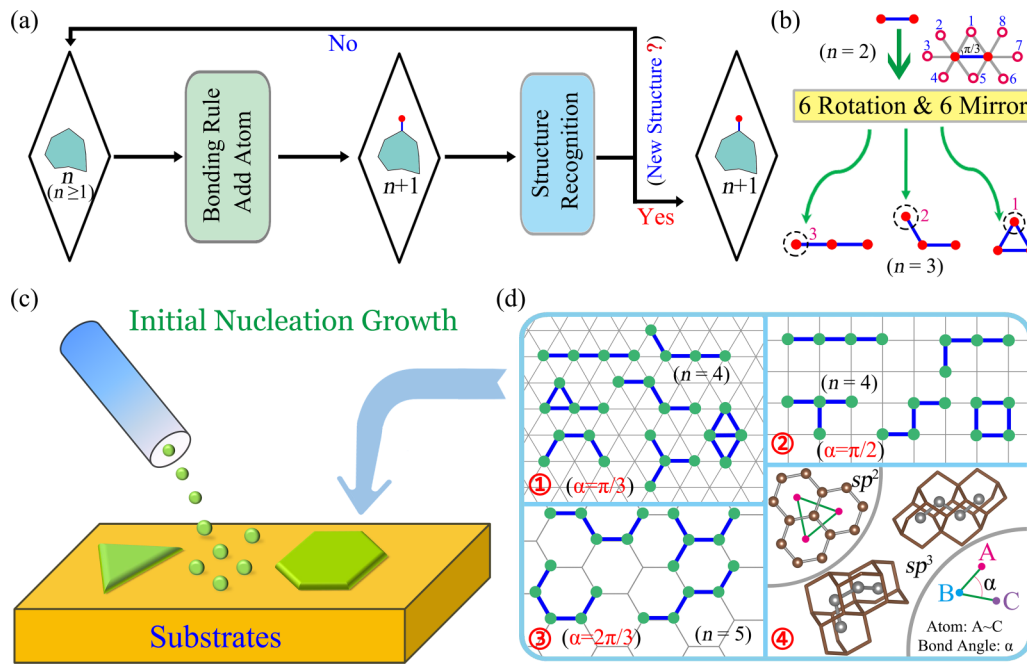 (a)
No
n
(n ≥1)
Bonding Rule
Add Atom
n+1
Structure
Recognition
(New Structure ?)
Yes
n+1
(b)
(n = 2)
1
2
3
4
5
6
7
8
π/3
6 Rotation & 6 Mirror
3
2
1
(n = 3)
(c)
Initial Nucleation Growth
Substrates
(d)
(n = 4)
① (α=π/3)
(n = 4)
② (α=π/2)
③ (α=2π/3)
(n = 5)
sp²
sp³
④
A
B
C
α
Atom: A~C
Bond Angle: α